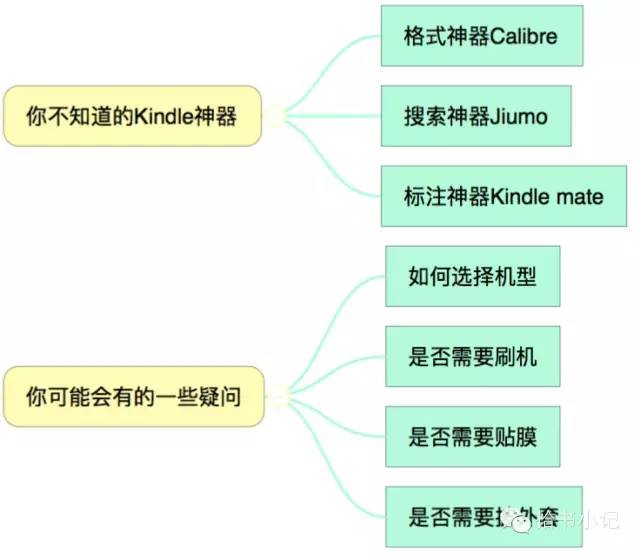 你不知道的Kindle神器
格式神器Calibre
搜索神器Jiumo
标注神器Kindle mate
你可能会有的一些疑问
如何选择机型
是否需要刷机
是否需要贴膜
是否需要外套
拾书小记